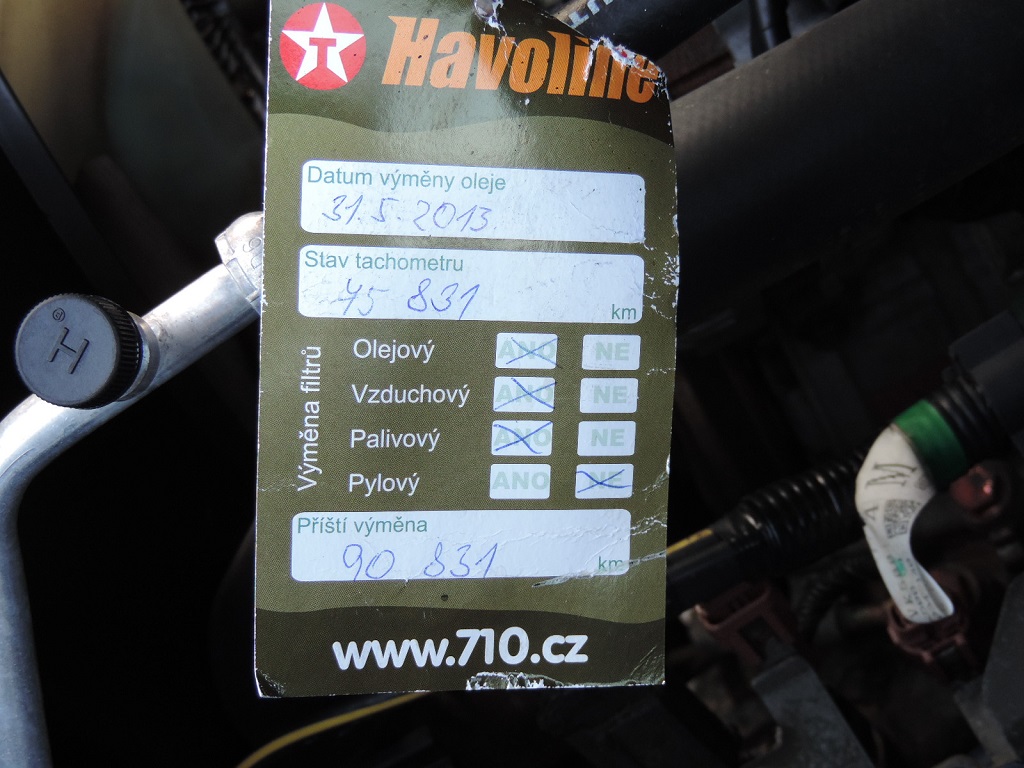 T
Havoline
Datum výměny oleje
31.5.2013
Stav tachometru
75 831
km
Výměna filtrů
Olejový ANO NE
Vzduchový ANO NE
Palivový ANO NE
Pylový ANO NE
Příští výměna
90 831
km
www.710.cz
H
M